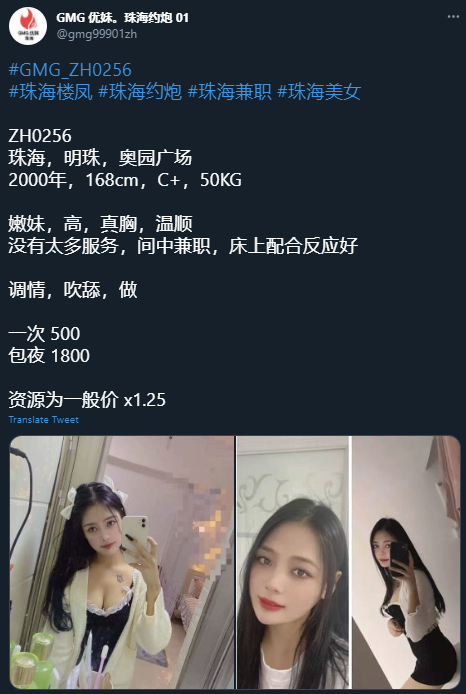 GMG 优妹。珠海约炮 01
@gmg99901zh
#GMG_ZH0256
#珠海楼凤 #珠海约炮 #珠海兼职 #珠海美女
ZH0256
珠海，明珠，奥园广场
2000年，168cm，C+，50KG
嫩妹，高，真胸，温顺
没有太多服务，间中兼职，床上配合反应好
调情，吹舔，做
一次 500
包夜 1800
资源为一般价 x1.25
Translate Tweet